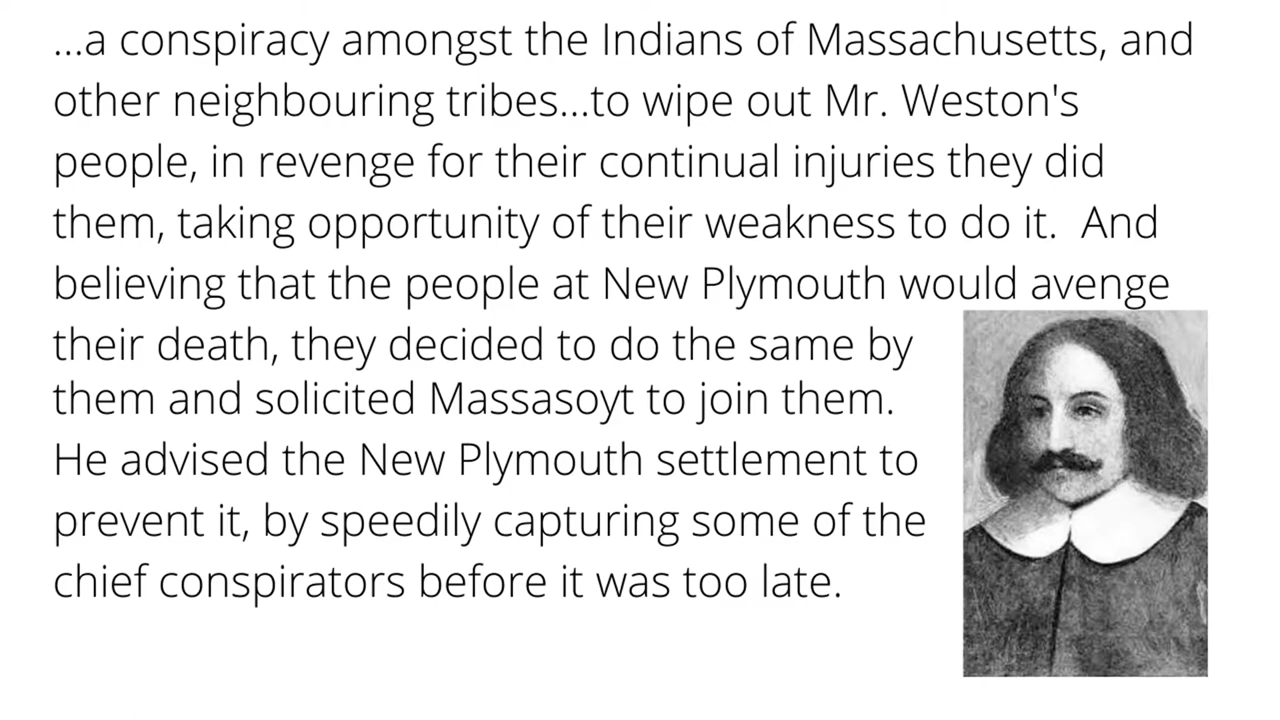 ...a conspiracy amongst the Indians of Massachusetts, and
other neighbouring tribes...to wipe out Mr. Weston's
people, in revenge for their continual injuries they did
them, taking opportunity of their weakness to do it.  And
believing that the people at New Plymouth would avenge
their death, they decided to do the same by
them and solicited Massasoyt to join them.
He advised the New Plymouth settlement to
prevent it, by speedily capturing some of the
chief conspirators before it was too late.